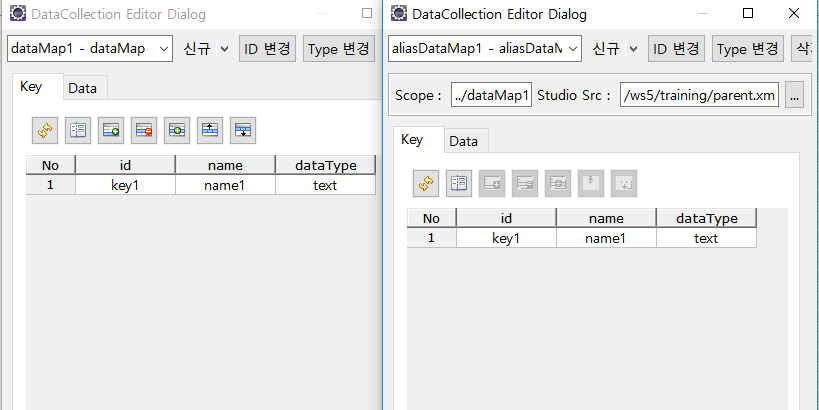 DataCollection Editor Dialog
dataMap1 - dataMap 신규 ID 변경 Type 변경
Key Data
No id name dataType
1 key1 name1 text
DataCollection Editor Dialog
aliasDataMap1 - aliasDataM 신규 ID 변경 Type 변경
Scope : ../dataMap1 Studio Src : /ws5/training/parent.xm ...
Key Data
No id name dataType
1 key1 name1 text